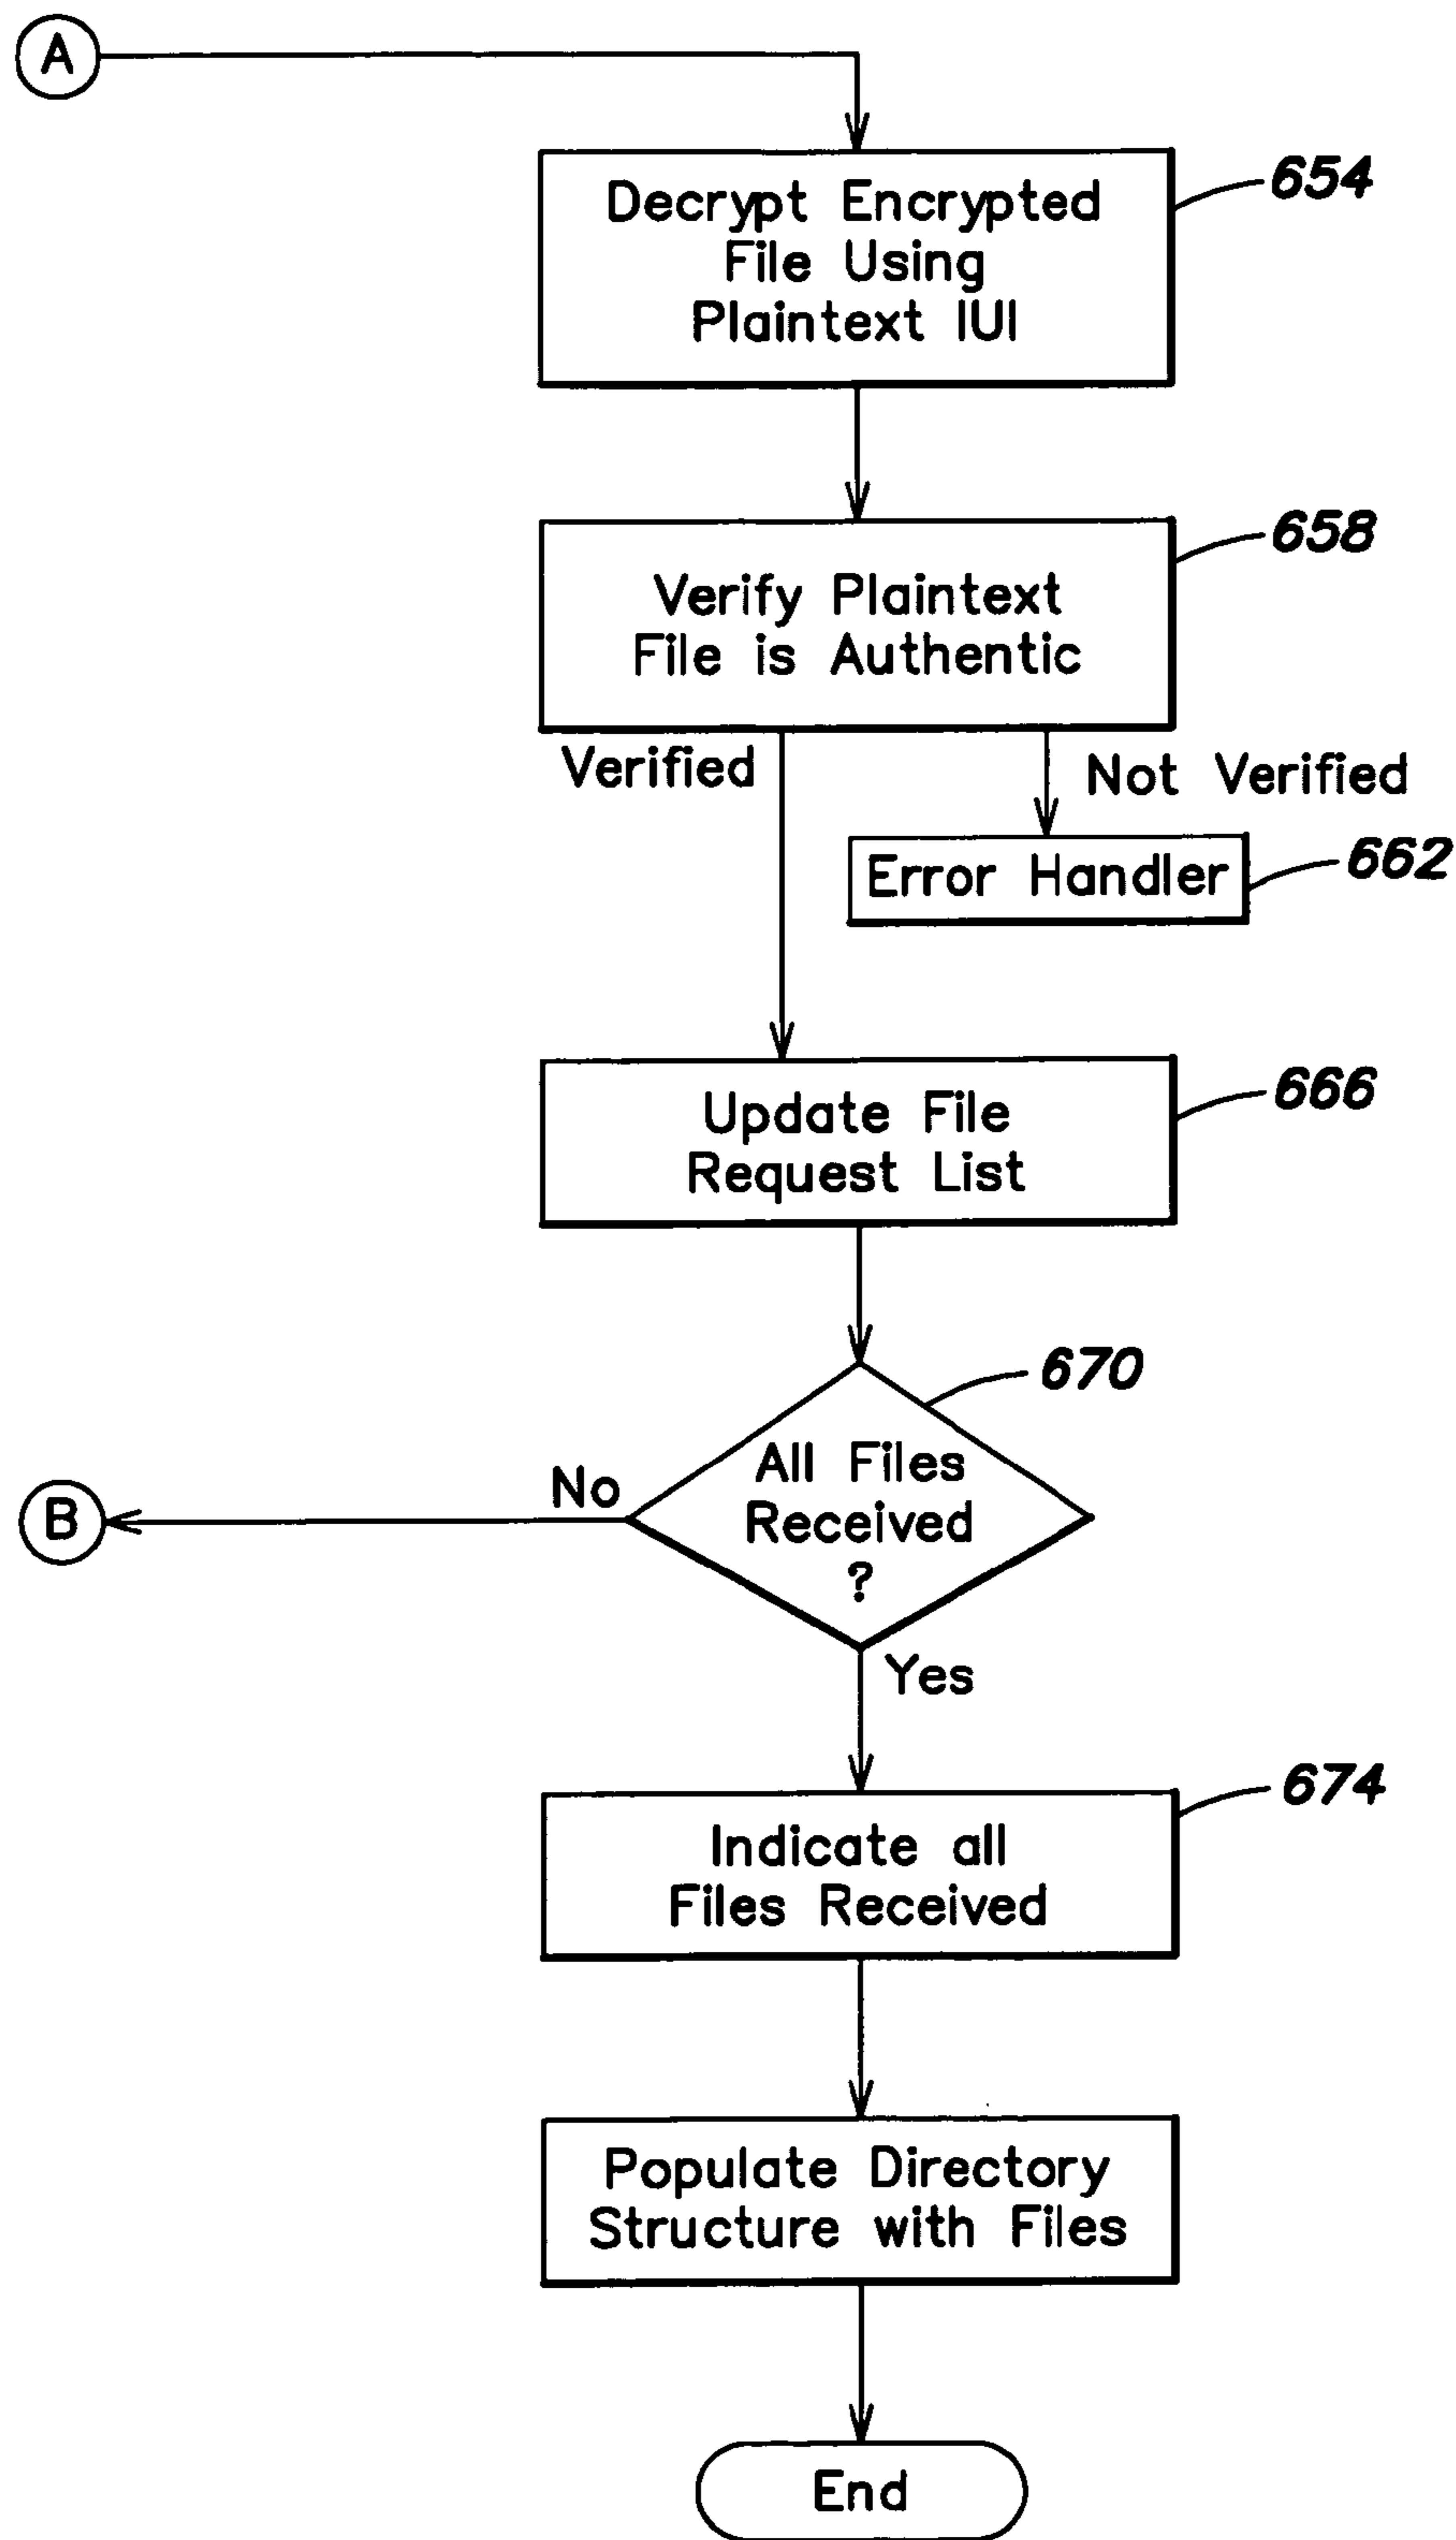 A
Decrypt Encrypted
File Using
Plaintext IUI
654
Verify Plaintext
File is Authentic
658
Verified
Not Verified
Error Handler
662
Update File
Request List
666
All Files
Received
?
670
No
B
Yes
Indicate all
Files Received
674
Populate Directory
Structure with Files
End